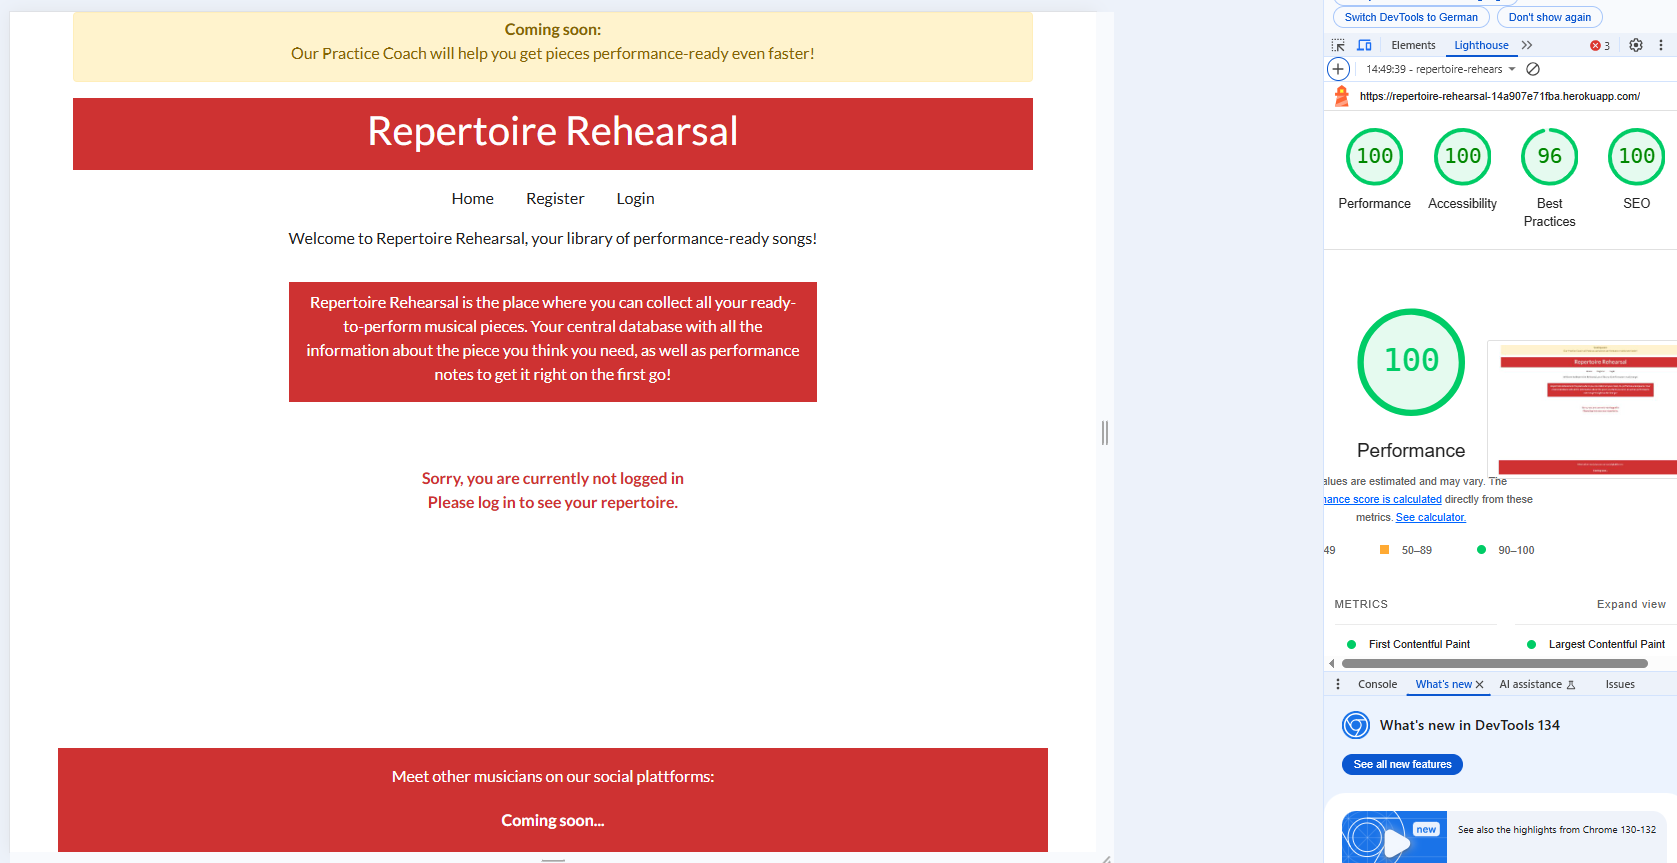 Coming soon:
Our Practice Coach will help you get pieces performance-ready even faster!
Repertoire Rehearsal
Home Register Login
Welcome to Repertoire Rehearsal, your library of performance-ready songs!
Repertoire Rehearsal is the place where you can collect all your ready-
to-perform musical pieces. Your central database with all the
information about the piece you think you need, as well as performance
notes to get it right on the first go!
Sorry, you are currently not logged in
Please log in to see your repertoire.
Meet other musicians on our social plattforms:
Coming soon...
Switch DevTools to German Don't show again
Elements Lighthouse 3
14:49:39 - repertoire-rehears
https://repertoire-rehearsal-14a907e71fba.herokuapp.com/
100 100 96 100
Performance Accessibility Best Practices SEO
100
Repertoire Rehearsal
Performance
alues are estimated and may vary. The
nance score is calculated directly from these
metrics. See calculator.
49 50–89 90–100
METRICS Expand view
First Contentful Paint Largest Contentful Paint
Console What's new AI assistance Issues
What's new in DevTools 134
See all new features
new
See also the highlights from Chrome 130-132